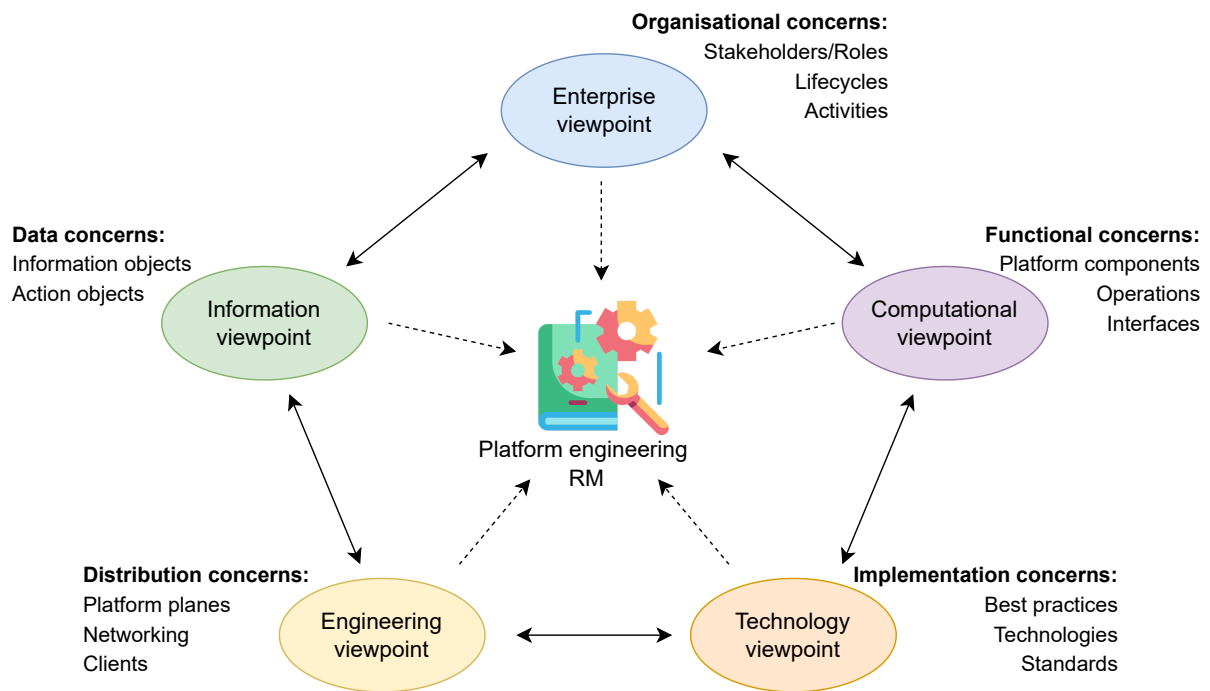 Organisational concerns:
Stakeholders/Roles
Lifecycles
Activities
Enterprise
viewpoint
Data concerns:
Information objects
Action objects
Information
viewpoint
Functional concerns:
Platform components
Operations
Interfaces
Computational
viewpoint
Platform engineering
RM
Distribution concerns:
Platform planes
Networking
Clients
Engineering
viewpoint
Technology
viewpoint
Implementation concerns:
Best practices
Technologies
Standards